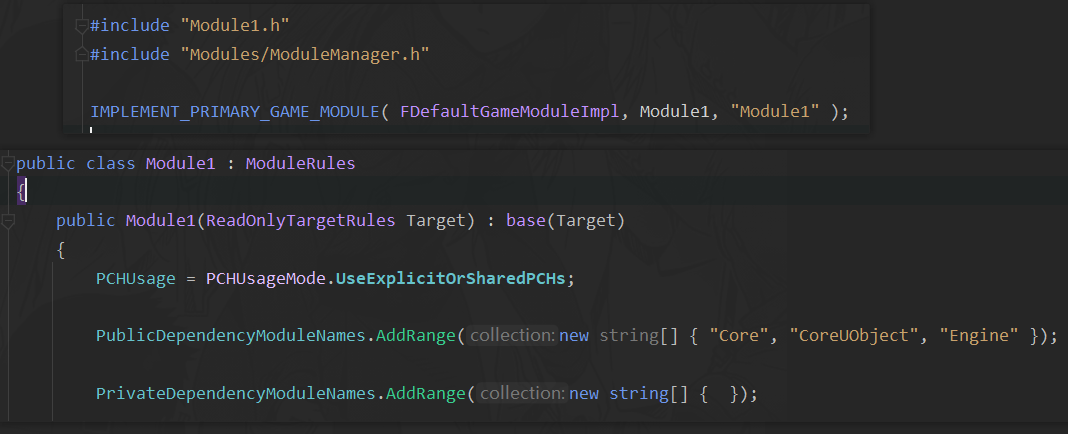 #include "Module1.h"
#include "Modules/ModuleManager.h"
IMPLEMENT_PRIMARY_GAME_MODULE( FDefaultGameModuleImpl, Module1, "Module1" );
public class Module1 : ModuleRules
{
public Module1(ReadOnlyTargetRules Target) : base(Target)
{
PCHUsage = PCHUsageMode.UseExplicitOrSharedPCHs;
PublicDependencyModuleNames.AddRange(collection: new string[] { "Core", "CoreUObject", "Engine" });
PrivateDependencyModuleNames.AddRange(collection: new string[] {  });